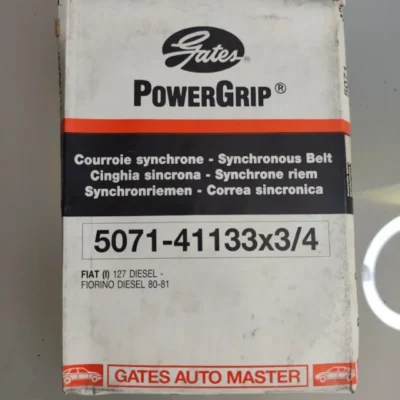 Gates®
POWERGRIP®
Courroie synchrone - Synchronous Belt
Cinghia sincrona - Synchrone riem
Synchronriemen - Correa sincronica
5071-41133x3/4
FIAT (I) 127 DIESEL -
FIORINO DIESEL 80-81
GATES AUTO MASTER
5071